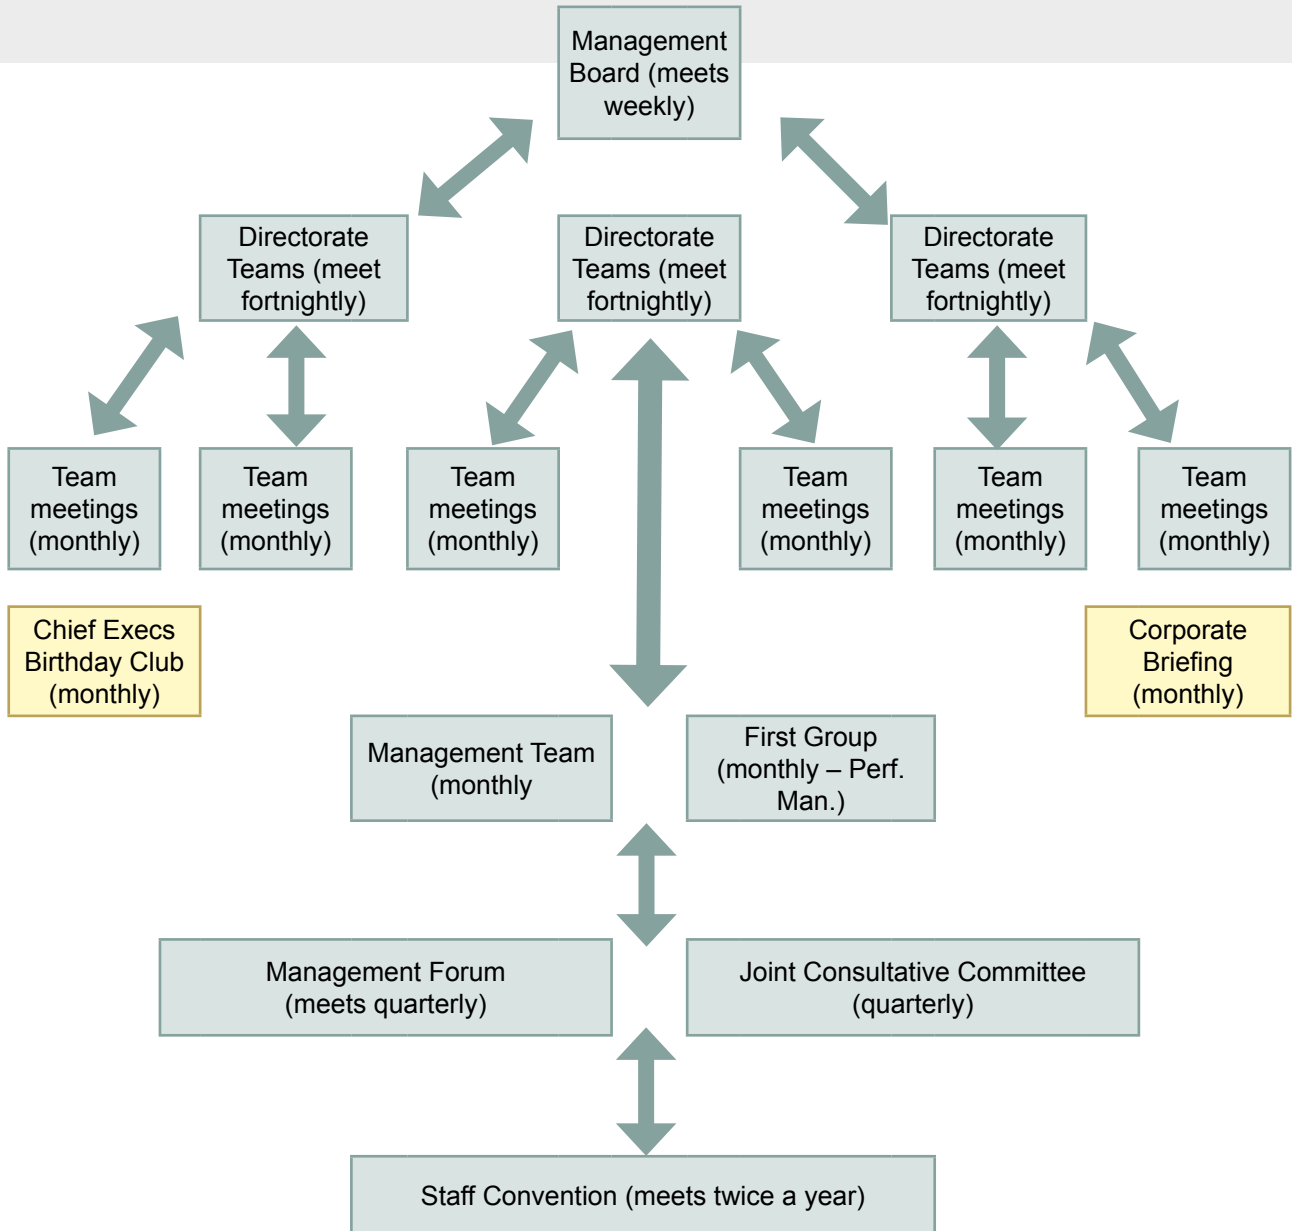 Management
Board (meets
weekly)
Directorate
Teams (meet
fortnightly)
Directorate
Teams (meet
fortnightly)
Directorate
Teams (meet
fortnightly)
Team
meetings
(monthly)
Team
meetings
(monthly)
Team
meetings
(monthly)
Team
meetings
(monthly)
Team
meetings
(monthly)
Team
meetings
(monthly)
Chief Execs
Birthday Club
(monthly)
Corporate
Briefing
(monthly)
Management Team
(monthly
First Group
(monthly – Perf.
Man.)
Management Forum
(meets quarterly)
Joint Consultative Committee
(quarterly)
Staff Convention (meets twice a year)